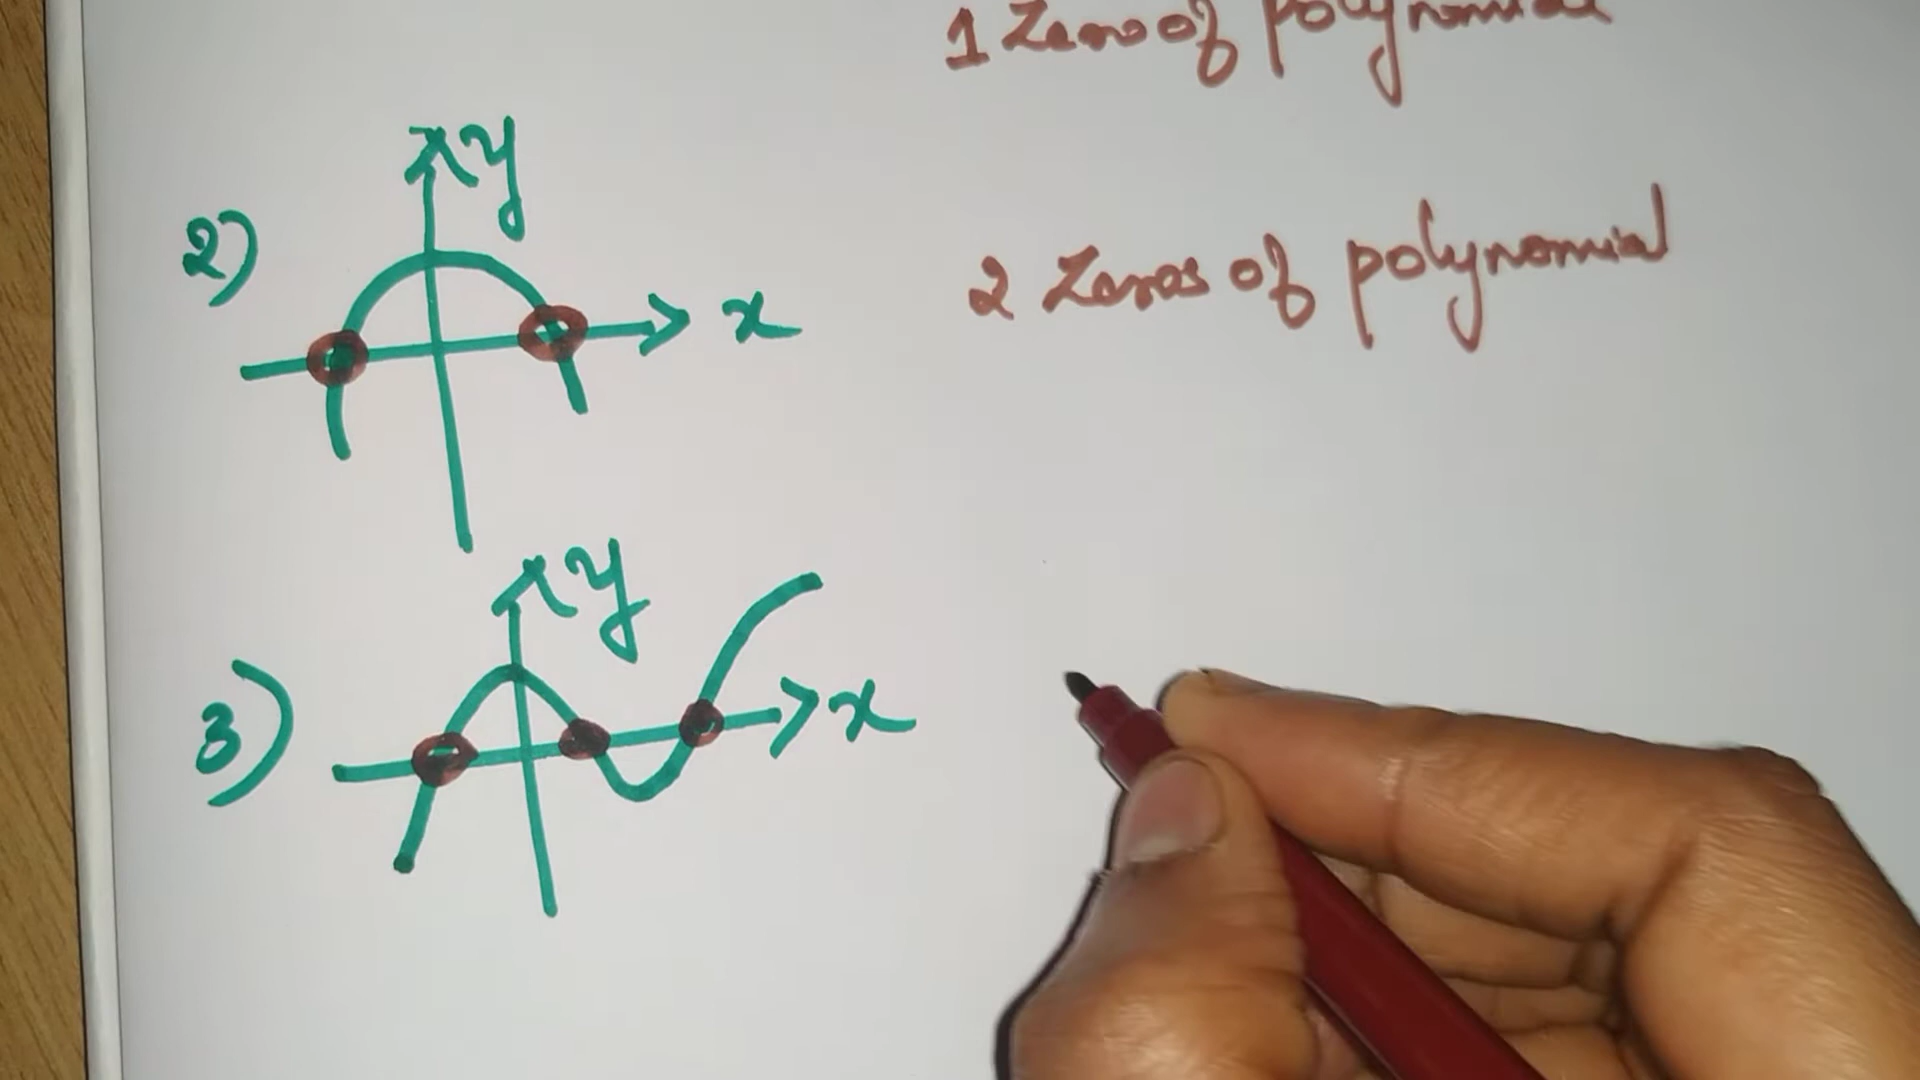 1 Zeros of polynomial
y
2)
x
2 Zeros of polynomial
y
3)
x